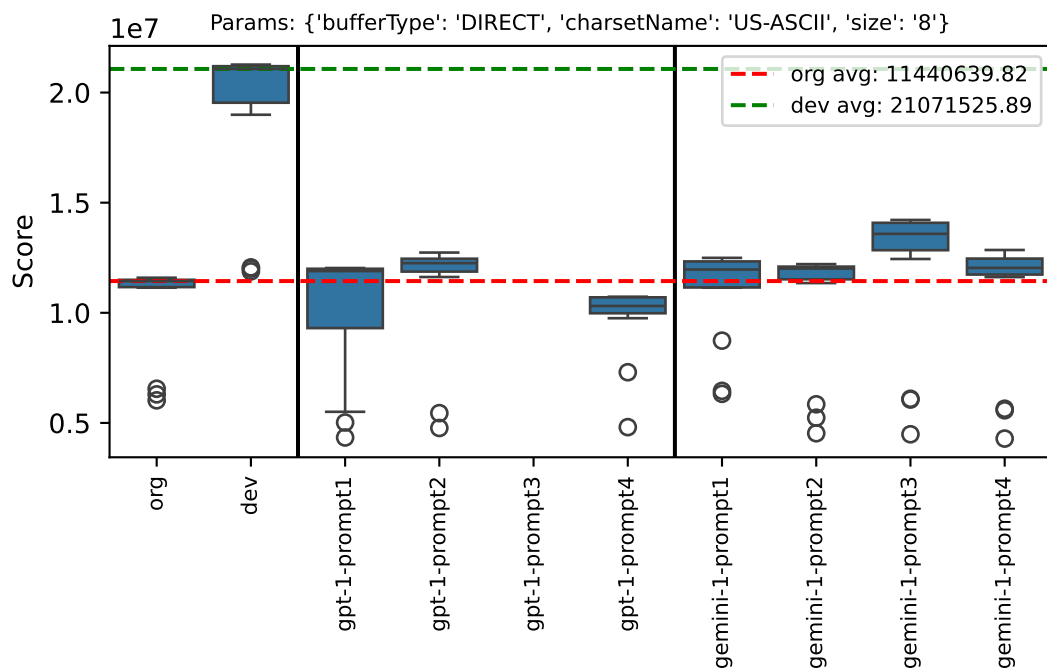 Params: {'bufferType': 'DIRECT', 'charsetName': 'US-ASCII', 'size': '8'}
1e7
2.0
1.5
1.0
0.5
Score
org avg: 11440639.82
dev avg: 21071525.89
org
dev
gpt-1-prompt1
gpt-1-prompt2
gpt-1-prompt3
gpt-1-prompt4
gemini-1-prompt1
gemini-1-prompt2
gemini-1-prompt3
gemini-1-prompt4